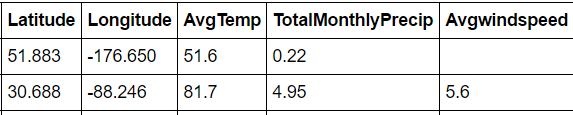 Latitude Longitude AvgTemp TotalMonthlyPrecip Avgwindspeed
51.883 -176.650 51.6 0.22
30.688 -88.246 81.7 4.95 5.6